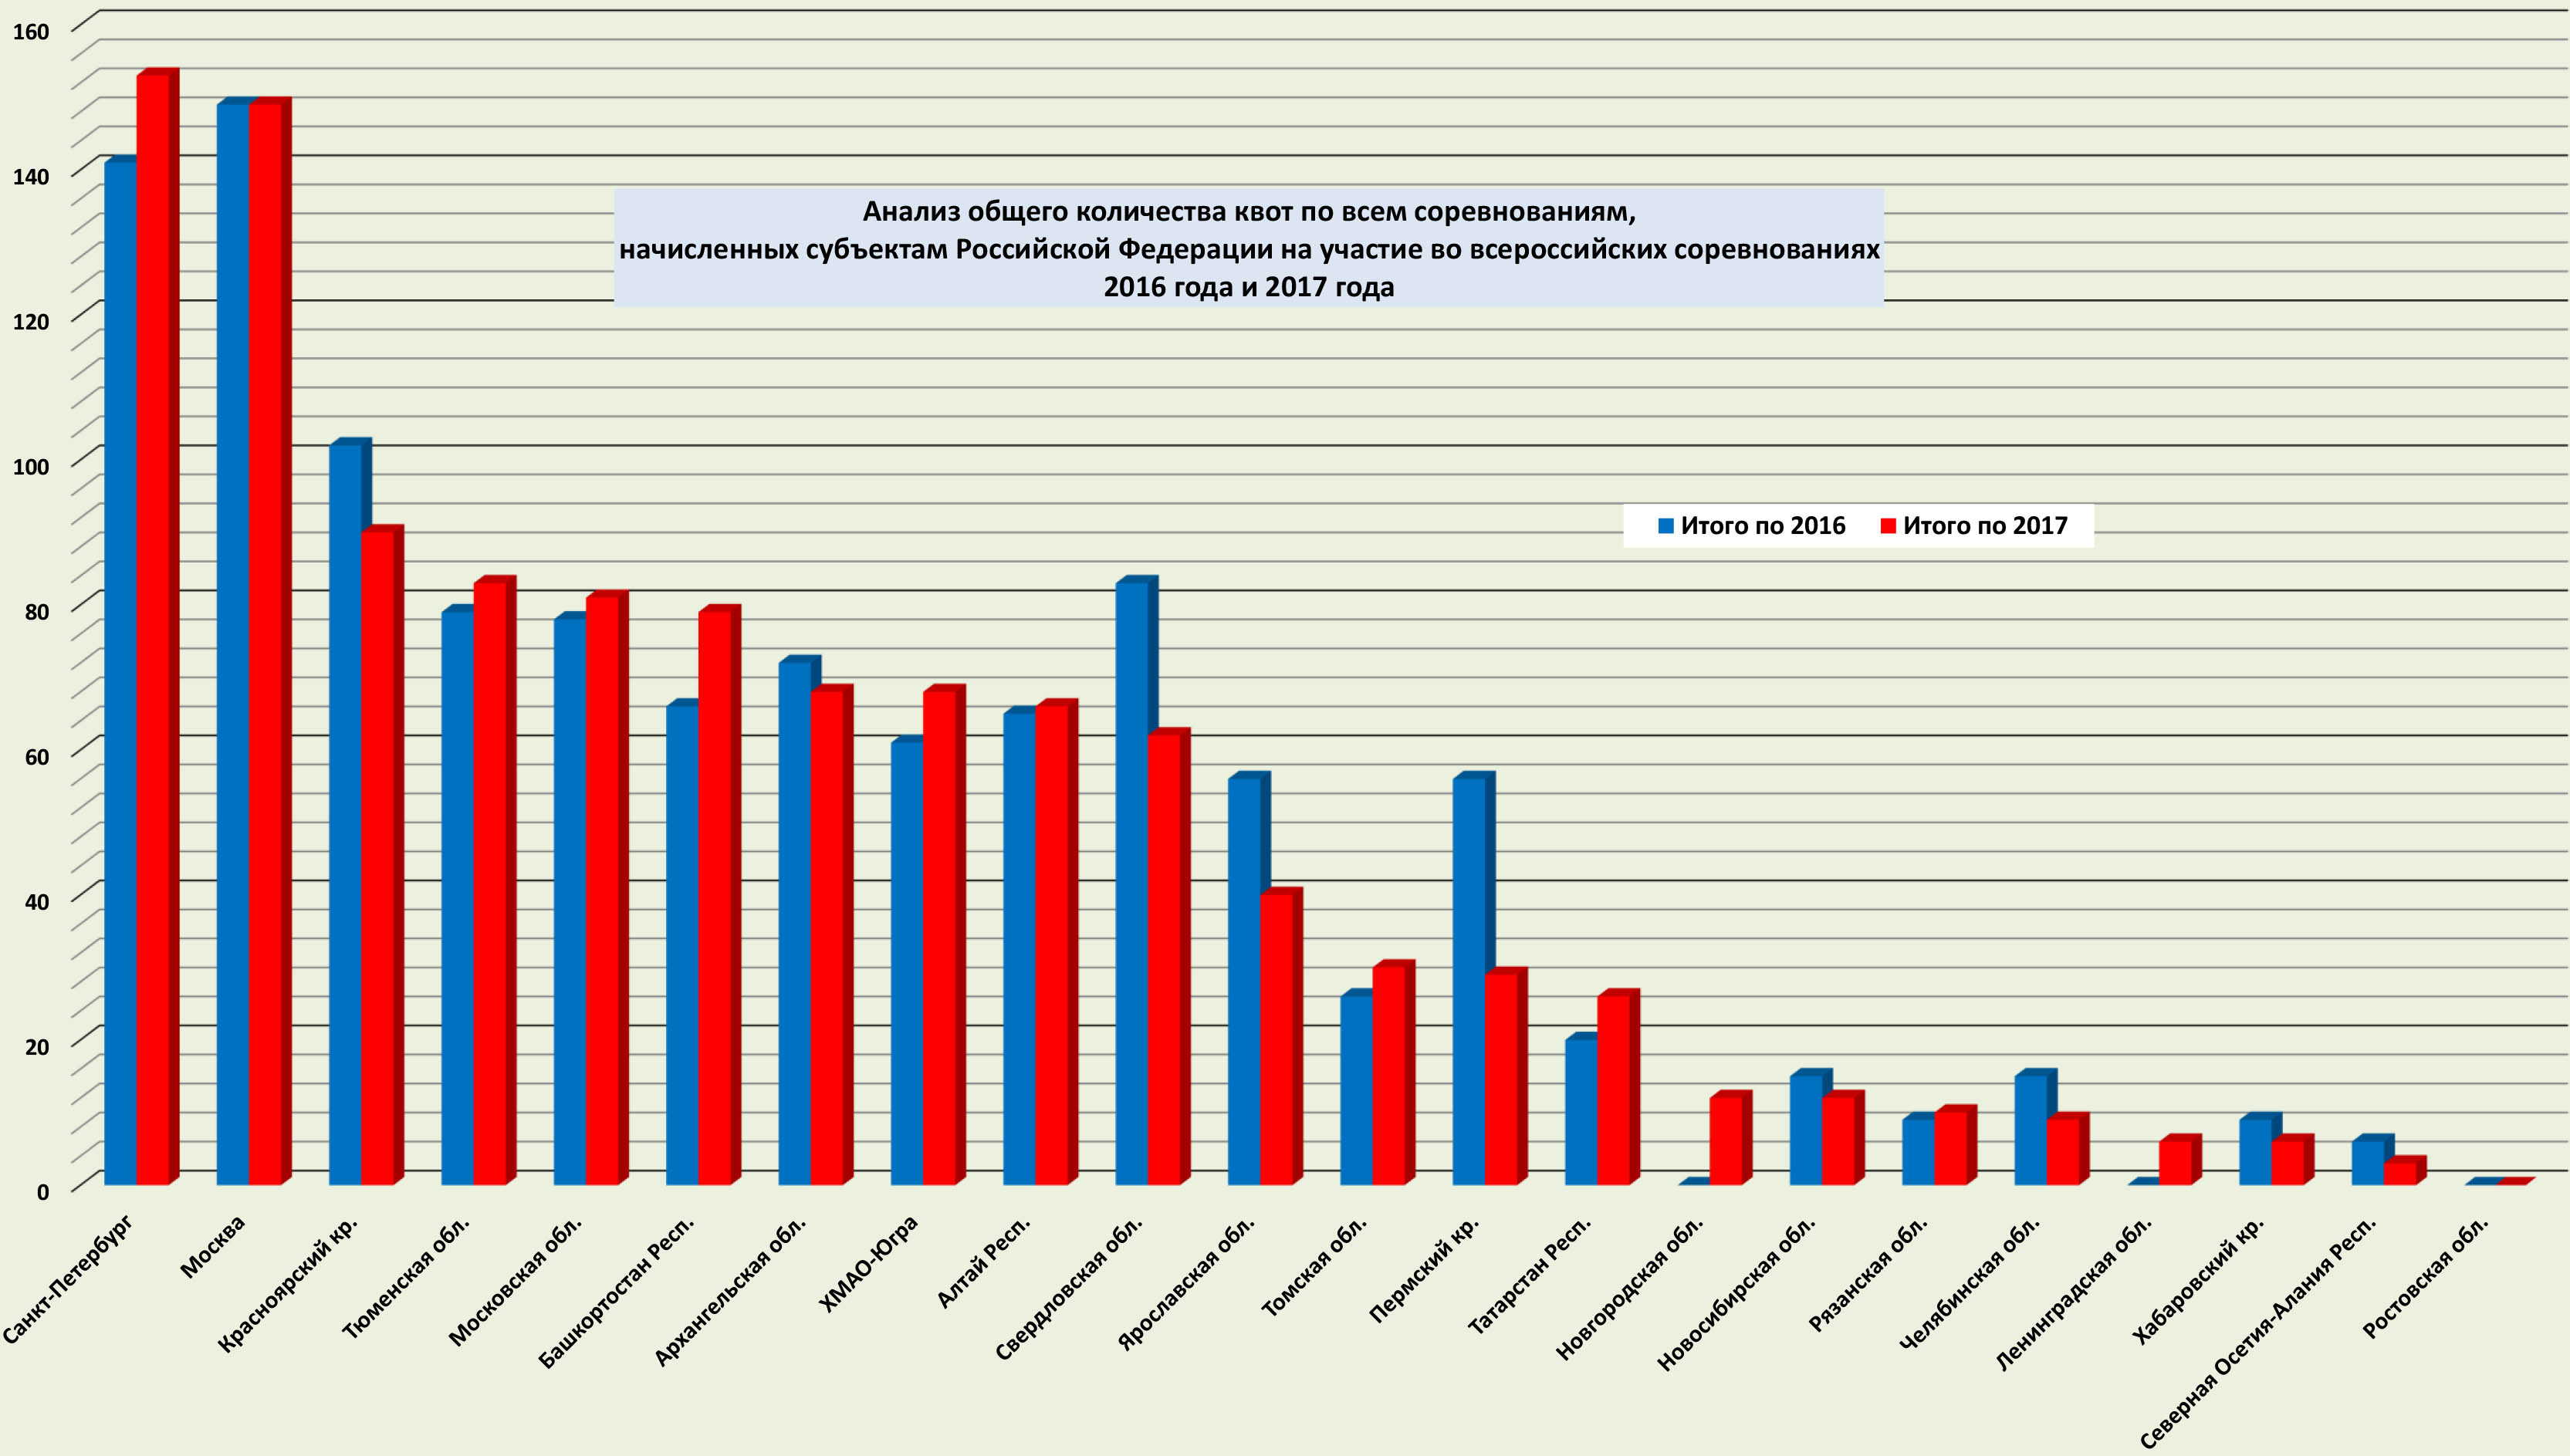 160
140
120
100
80
60
40
20
0
Анализ общего количества квот по всем соревнованиям,
начисленных субъектам Российской Федерации на участие во всероссийских соревнованиях
2016 года и 2017 года
Итого по 2016
Итого по 2017
Санкт-Петербург
Москва
Красноярский кр.
Тюменская обл.
Московская обл.
Башкортостан Респ.
Архангельская обл.
ХМАО-Югра
Алтай Респ.
Свердловская обл.
Ярославская обл.
Томская обл.
Пермский кр.
Татарстан Респ.
Новгородская обл.
Новосибирская обл.
Рязанская обл.
Челябинская обл.
Ленинградская обл.
Хабаровский кр.
Северная Осетия-Алания Респ.
Ростовская обл.